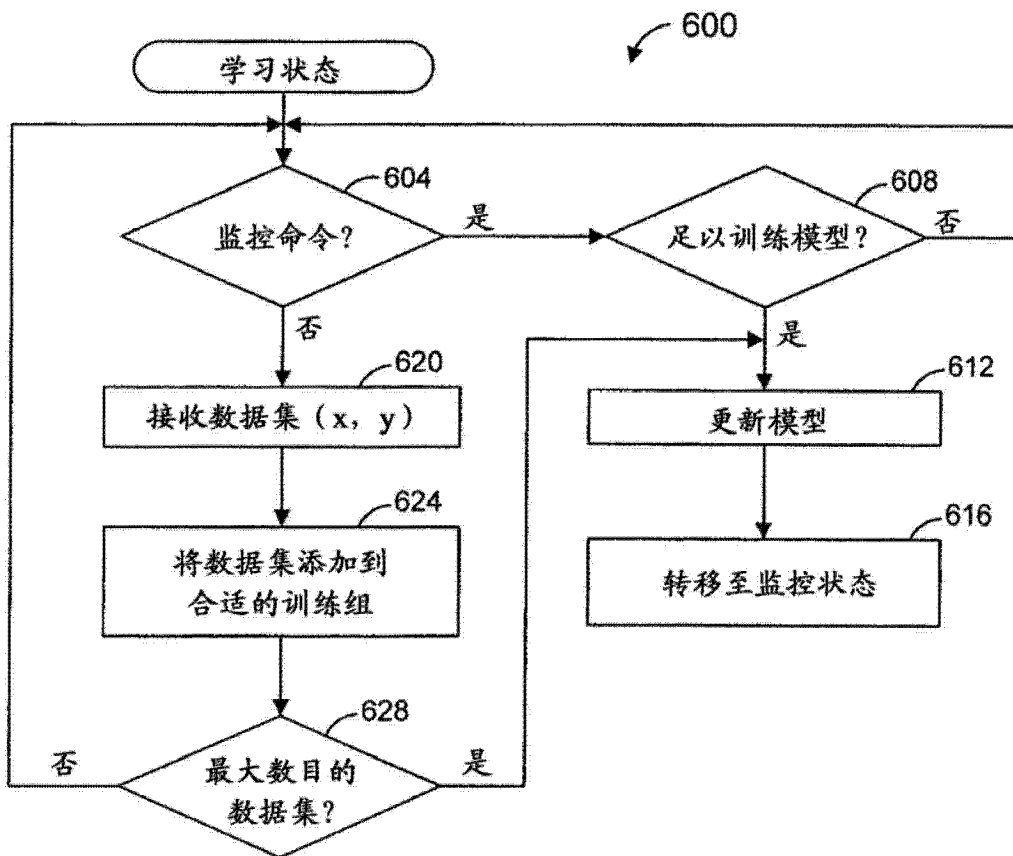 600
学习状态
604
监控命令?
是
608
足以训练模型?
否
否
是
620
接收数据集(x, y)
612
更新模型
624
将数据集添加到
合适的训练组
616
转移至监控状态
628
最大数目的
数据集?
否
是